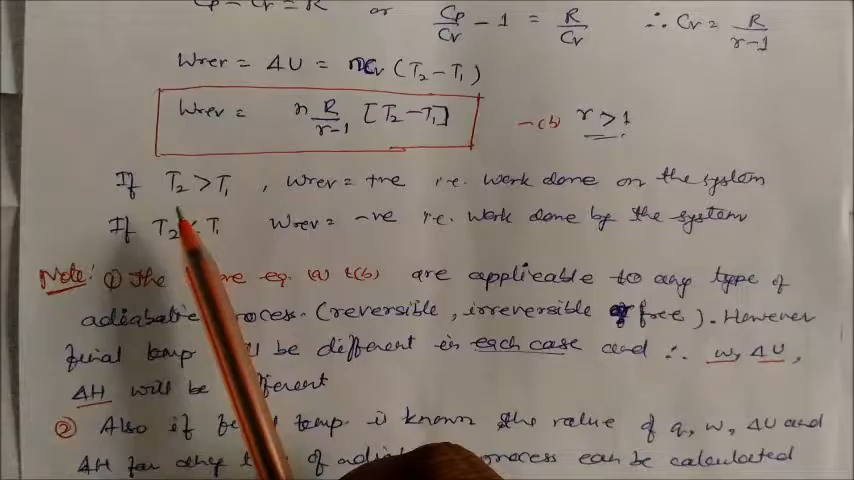 Cp - Cv = R or Cp/Cv - 1 = R/Cv ∴ Cv = R/r-1
Wrev = ΔU = nCv (T2 - T1)
Wrev = n R/r-1 [T2 - T1] -(b) r > 1
If T2 > T1 , Wrev = +ve i.e. work done on the system
If T2 < T1 Wrev = -ve i.e. work done by the system
Note: ① The eq. (a) & (b) are applicable to any type of
adiabatic process. (reversible, irreversible or free). However
final temp will be different in each case and ∴ w, ΔU,
ΔH will be different
② Also if final temp. is known the value of q, w, ΔU and
ΔH for any of process can be calculated